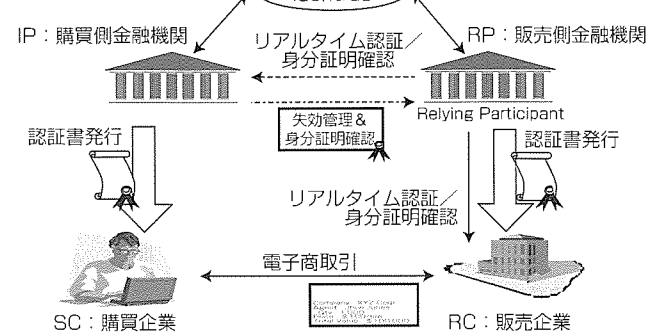 IP：購買側金融機関
RP：販売側金融機関
リアルタイム認証／
身分証明確認
Relying Participant
失効管理＆
身分証明確認
認証書発行
認証書発行
リアルタイム認証／
身分証明確認
電子商取引
SC：購買企業
RC：販売企業